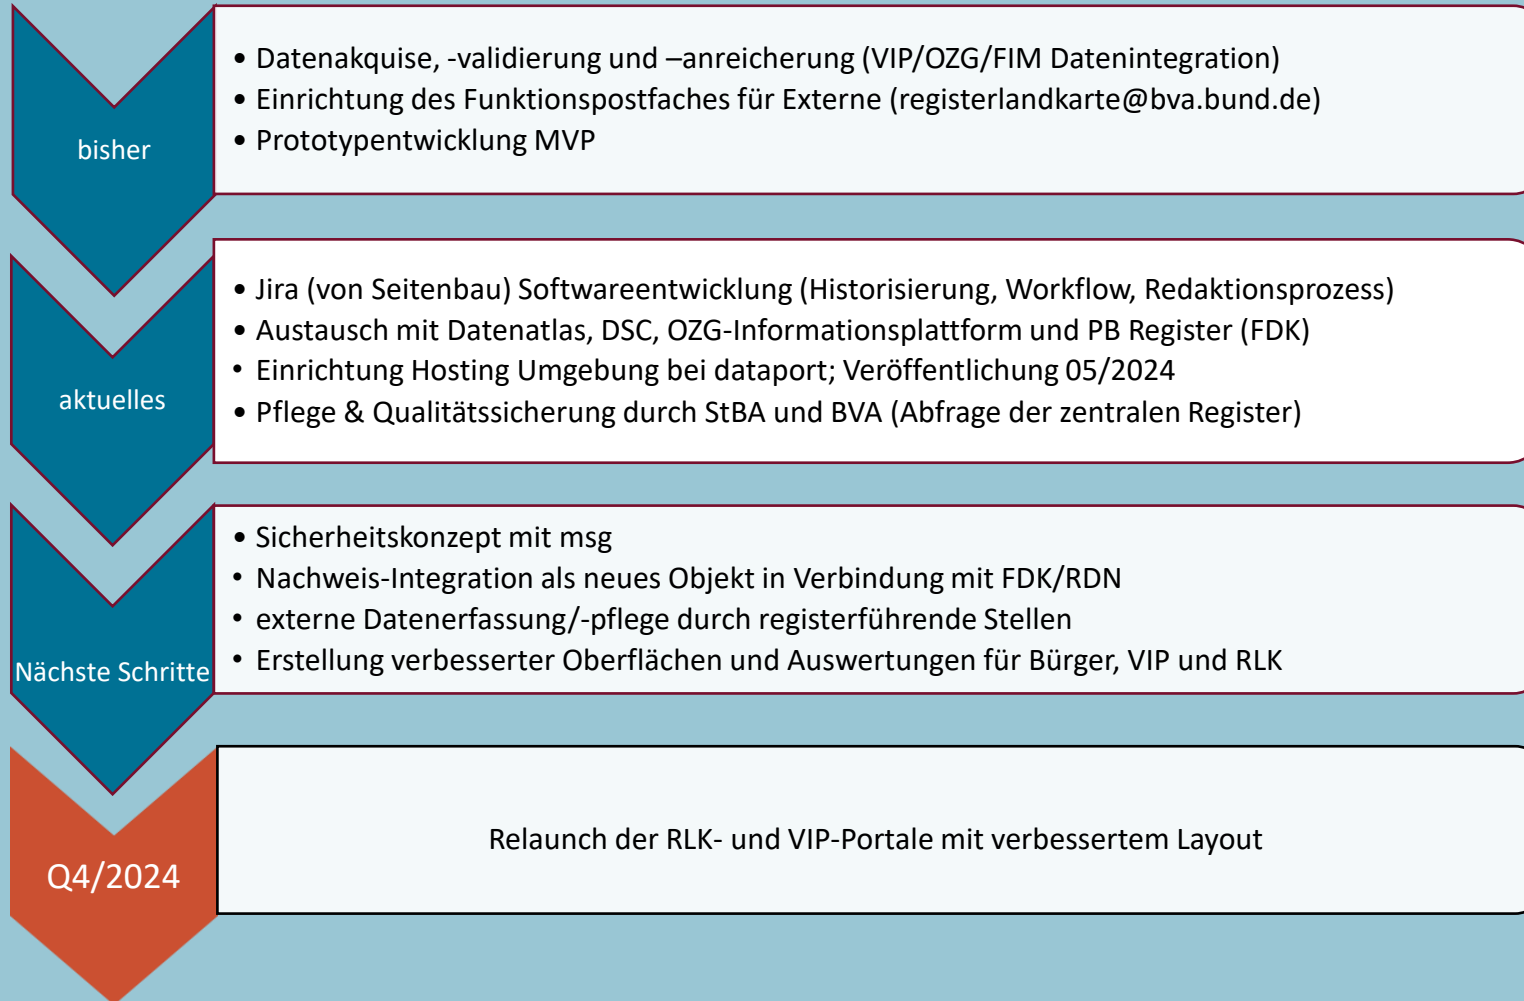 bisher
• Datenakquise, -validierung und –anreicherung (VIP/OZG/FIM Datenintegration)
• Einrichtung des Funktionspostfaches für Externe (registerlandkarte@bva.bund.de)
• Prototypentwicklung MVP
aktuelles
• Jira (von Seitenbau) Softwareentwicklung (Historisierung, Workflow, Redaktionsprozess)
• Austausch mit Datenatlas, DSC, OZG-Informationsplattform und PB Register (FDK)
• Einrichtung Hosting Umgebung bei dataport; Veröffentlichung 05/2024
• Pflege & Qualitätssicherung durch StBA und BVA (Abfrage der zentralen Register)
Nächste Schritte
• Sicherheitskonzept mit msg
• Nachweis-Integration als neues Objekt in Verbindung mit FDK/RDN
• externe Datenerfassung/-pflege durch registerführende Stellen
• Erstellung verbesserter Oberflächen und Auswertungen für Bürger, VIP und RLK
Q4/2024
Relaunch der RLK- und VIP-Portale mit verbessertem Layout